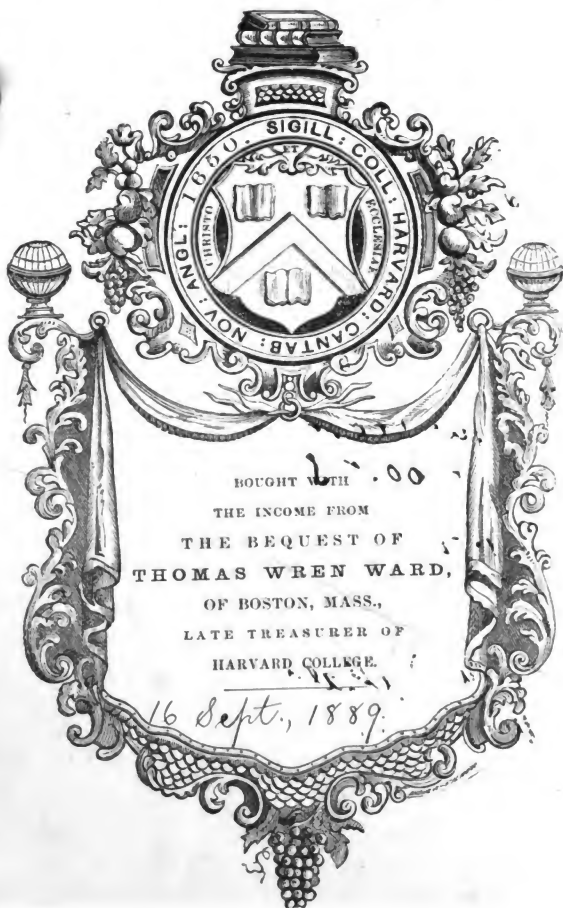 SIGILL: COLL: HARVARD: CANTAB: NOV: ANGL: 1650.
ET
CHRISTO
ECCLESIAE
BOUGHT WITH
THE INCOME FROM
THE BEQUEST OF
THOMAS WREN WARD,
OF BOSTON, MASS.,
LATE TREASURER OF
HARVARD COLLEGE.
16 Sept., 1889.